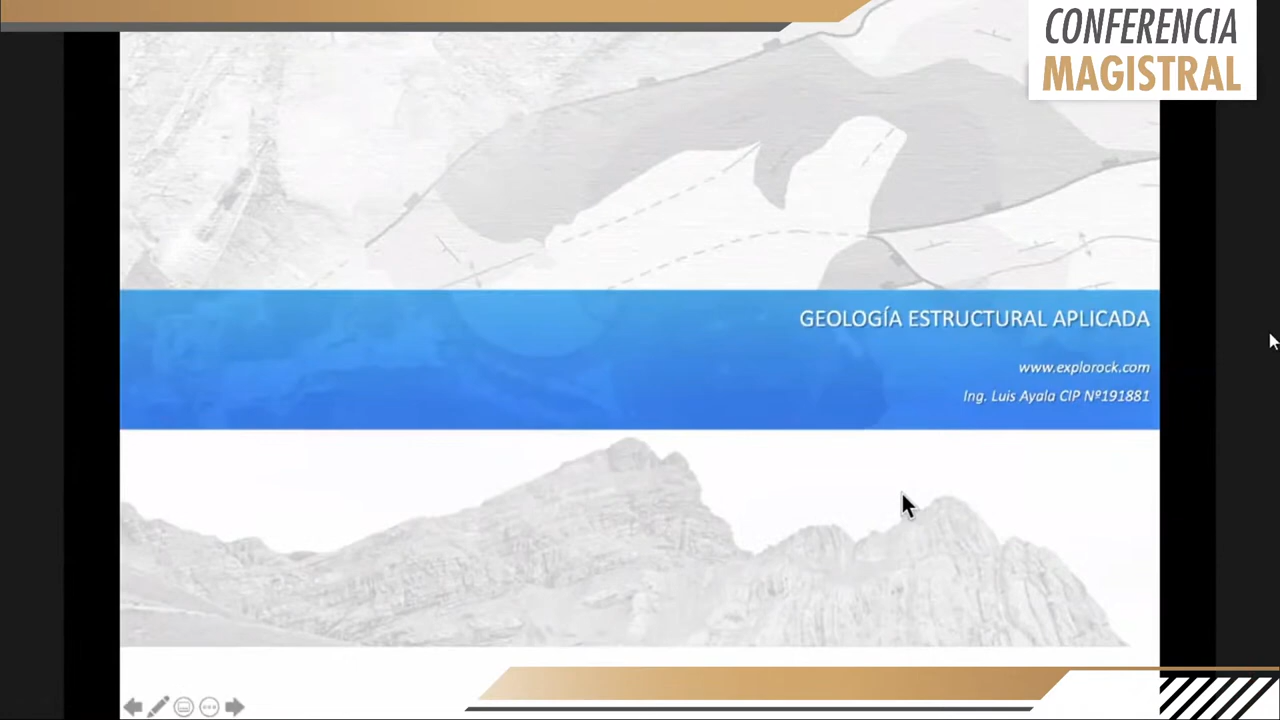 CONFERENCIA
MAGISTRAL
GEOLOGÍA ESTRUCTURAL APLICADA
www.explorock.com
Ing. Luis Ayala CIP Nº191881